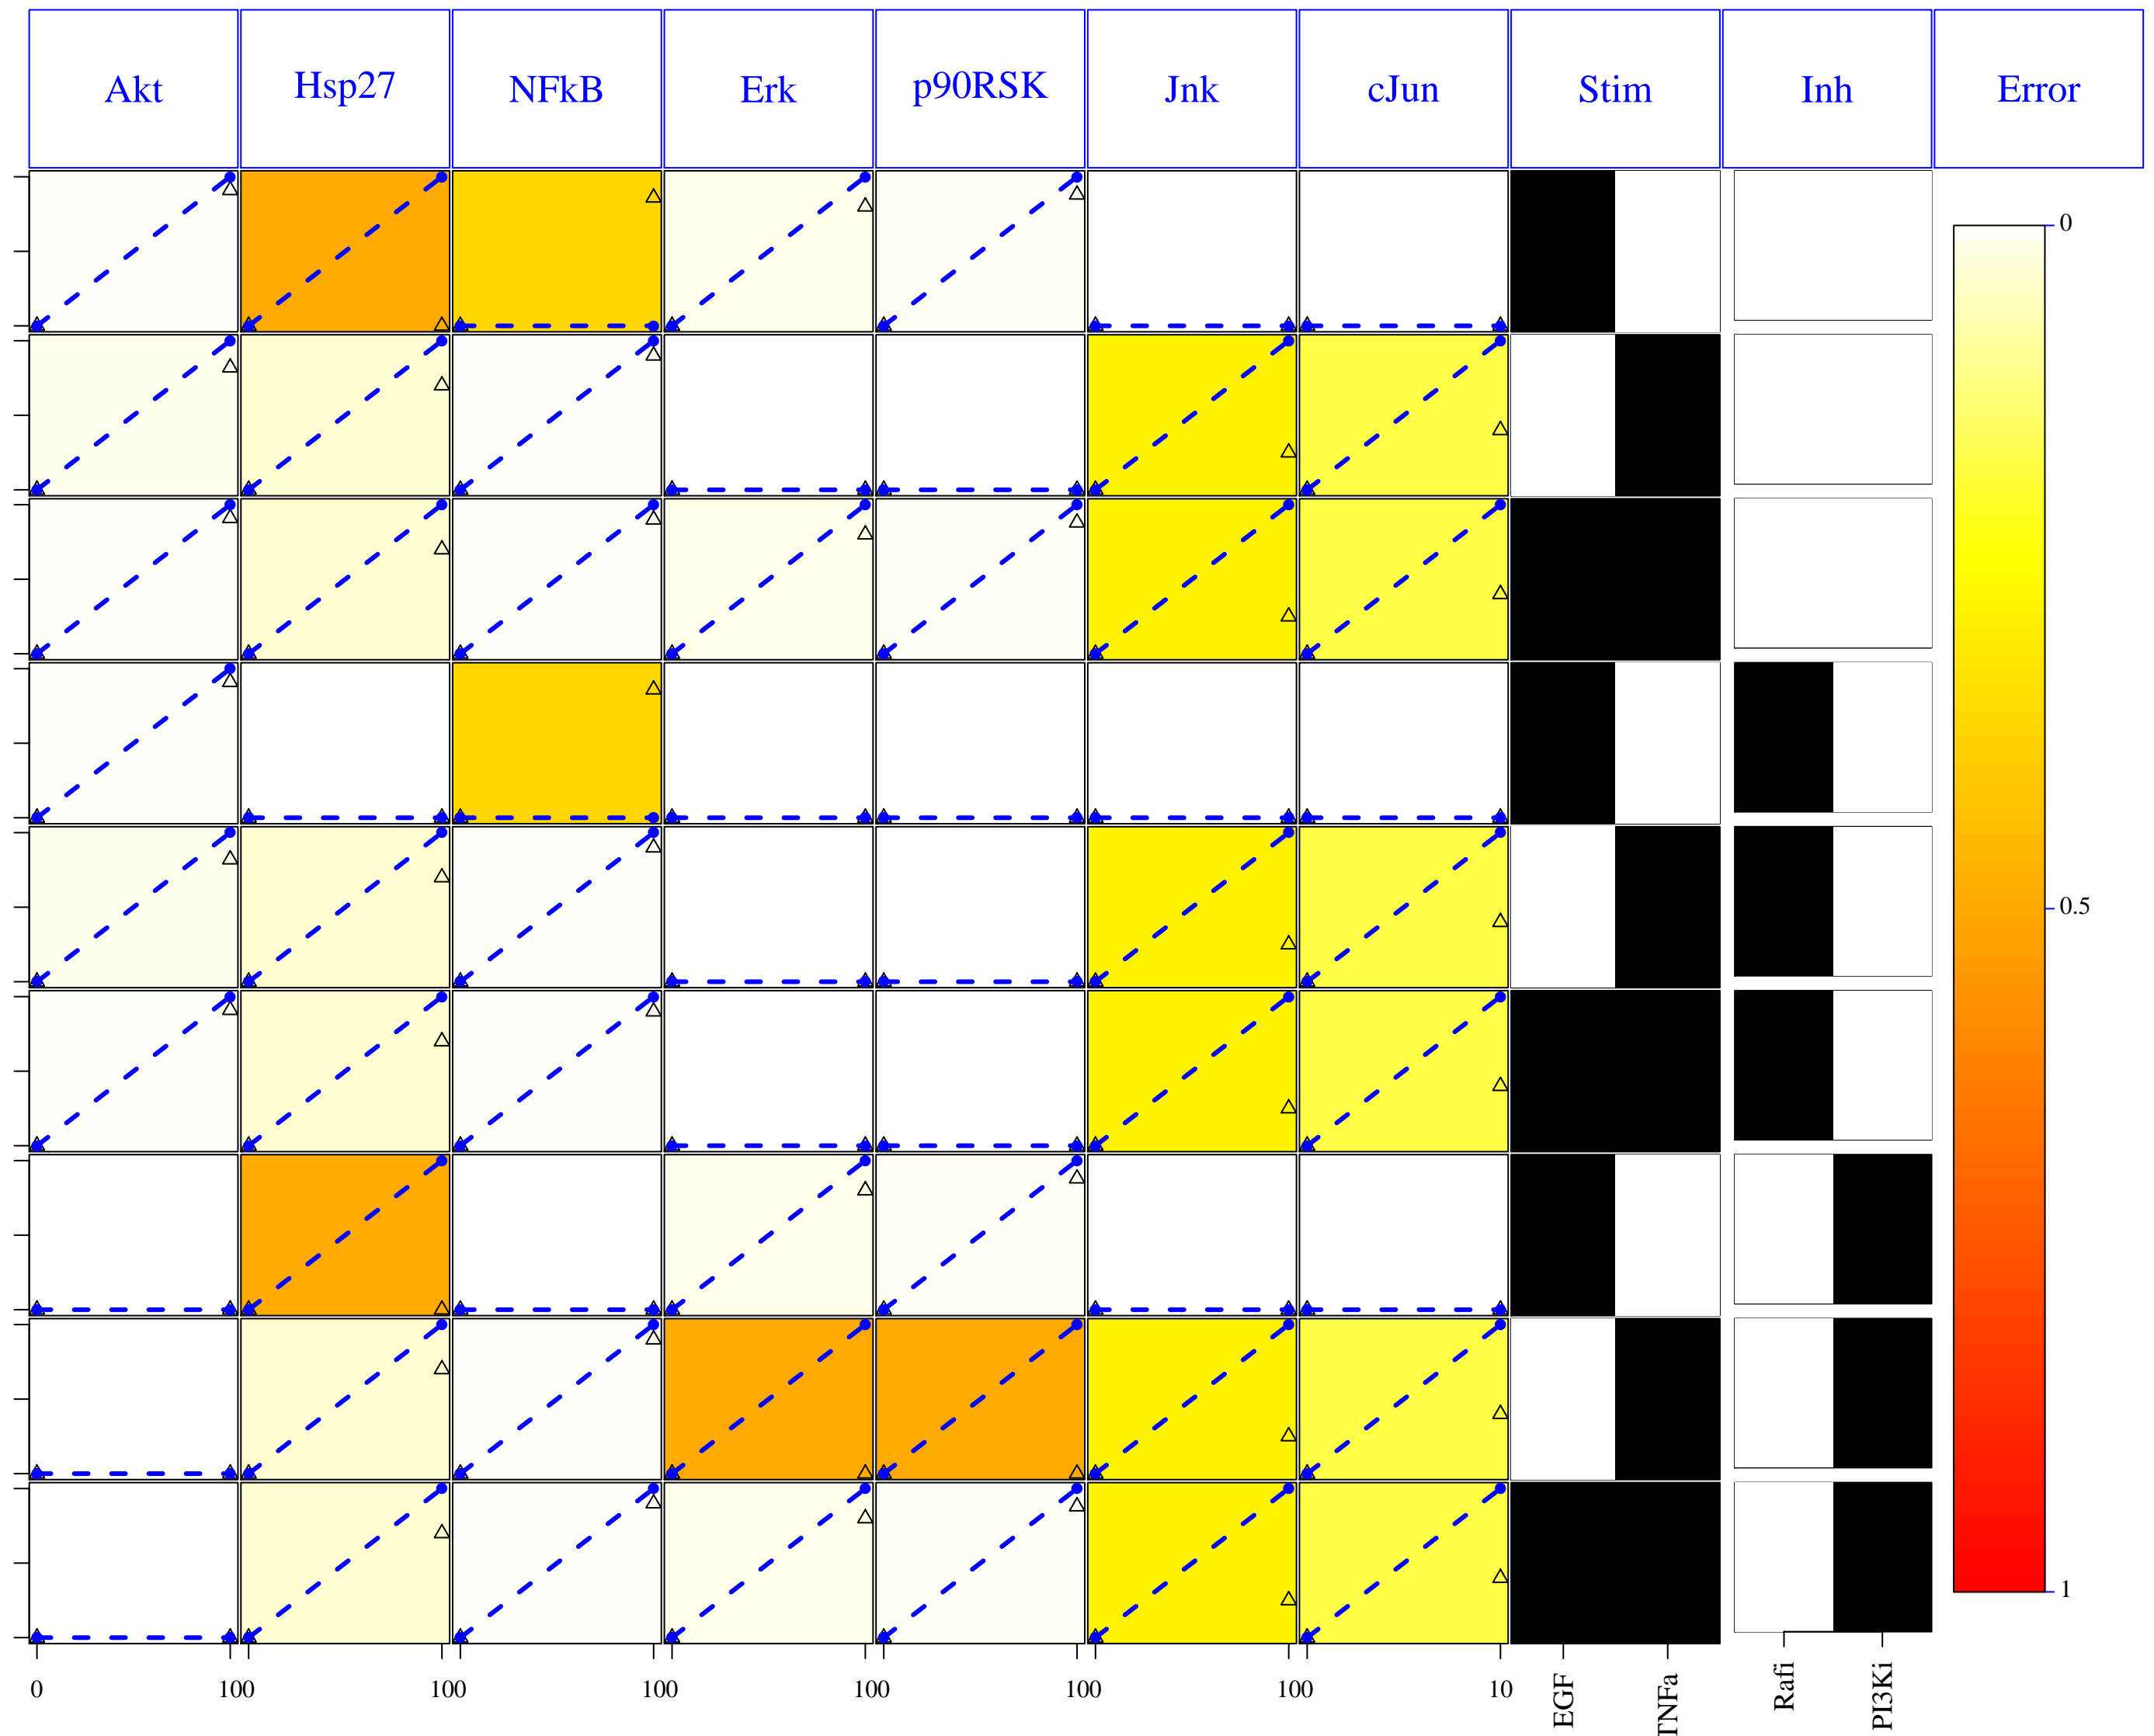 Akt Hsp27 NFkB Erk p90RSK Jnk cJun Stim Inh Error
0
0.5
1
0 100 100 100 100 100 100 10
EGF
TNFa
Rafi
PI3Ki